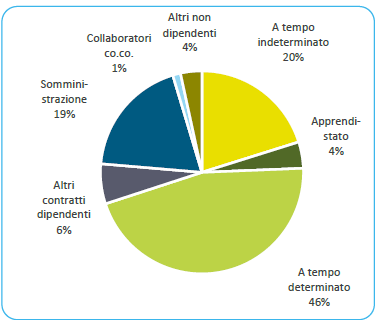 Altri non
dipendenti
4%
A tempo
indeterminato
20%
Apprendi-
stato
4%
A tempo
determinato
46%
Altri
contratti
dipendenti
6%
Sommini-
strazione
19%
Collaboratori
co.co.
1%